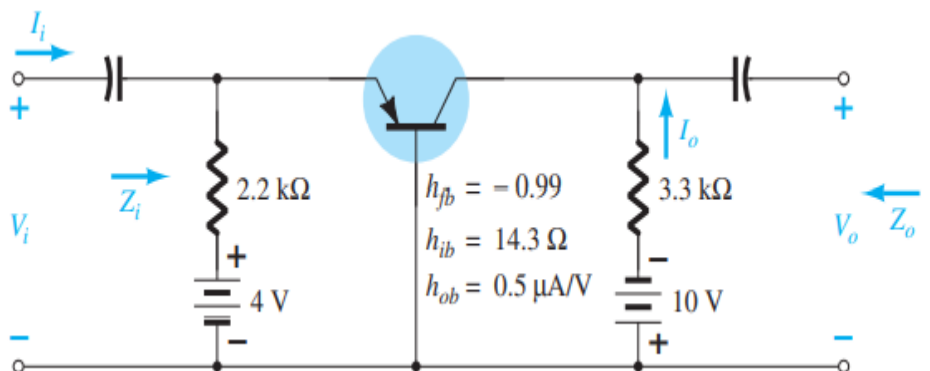 I_i
+
+
Z_i
2.2 kΩ
h_fb = − 0.99
h_ib = 14.3 Ω
h_ob = 0.5 μA/V
I_o
3.3 kΩ
V_i
V_o
Z_o
+
4 V
−
−
10 V
+
−
−